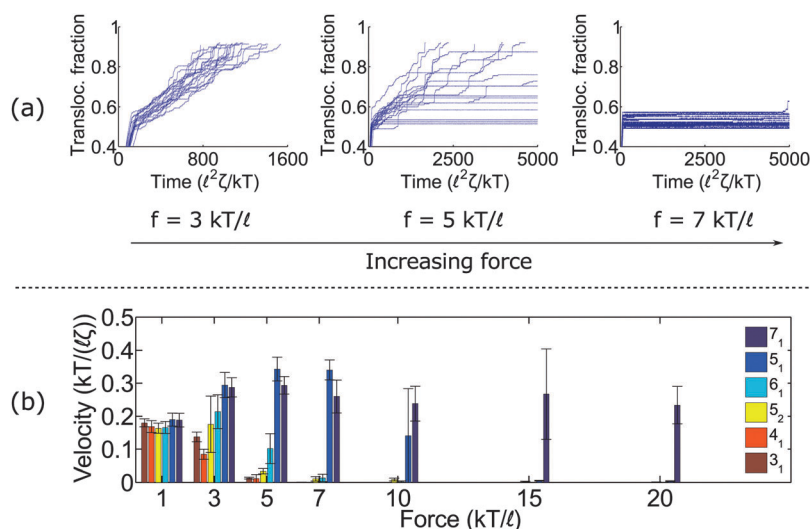 (a)
Transloc. fraction
1
0.8
0.6
0.4
0 800 1600
Time (ℓ²ζ/kT)
f = 3 kT/ℓ
Transloc. fraction
1
0.8
0.6
0.4
0 2500 5000
Time (ℓ²ζ/kT)
f = 5 kT/ℓ
Transloc. fraction
1
0.8
0.6
0.4
0 2500 5000
Time (ℓ²ζ/kT)
f = 7 kT/ℓ
Increasing force
(b)
Velocity (kT/(ℓζ))
0.5
0.4
0.3
0.2
0.1
0
1 3 5 7 10 15 20
Force (kT/ℓ)
7₁
5₁
6₁
5₂
4₁
3₁